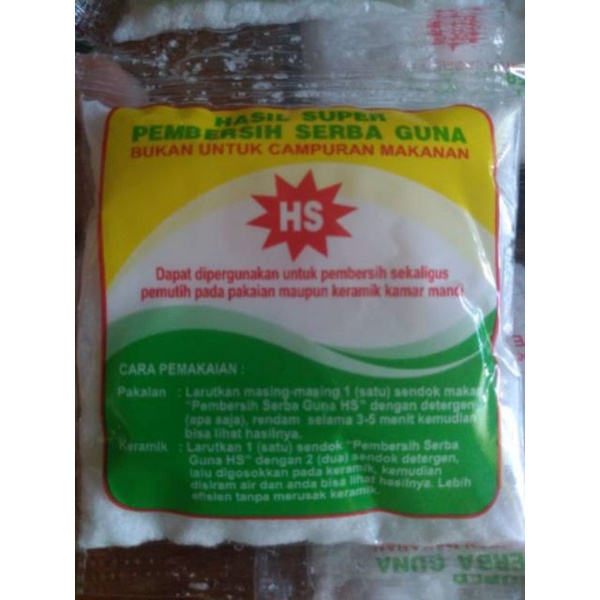 HASIL SUPER
PEMBERSIH SERBA GUNA
BUKAN UNTUK CAMPURAN MAKANAN
HS
Dapat dipergunakan untuk pembersih sekaligus
pemutih pada pakaian maupun keramik kamar mandi
CARA PEMAKAIAN :
Pakaian : Larutkan masing-masing 1 (satu) sendok makan
"Pembersih Serba Guna HS" dengan detergen
(apa saja), rendam selama 3-5 menit kemudian
bisa lihat hasilnya.
Keramik : Larutkan 1 (satu) sendok "Pembersih Serba
Guna HS" dengan 2 (dua) sendok detergen,
lalu digosokkan pada keramik, kemudian
disiram air dan anda bisa lihat hasilnya. Lebih
efisien tanpa merusak keramik.
ERBA GUNA